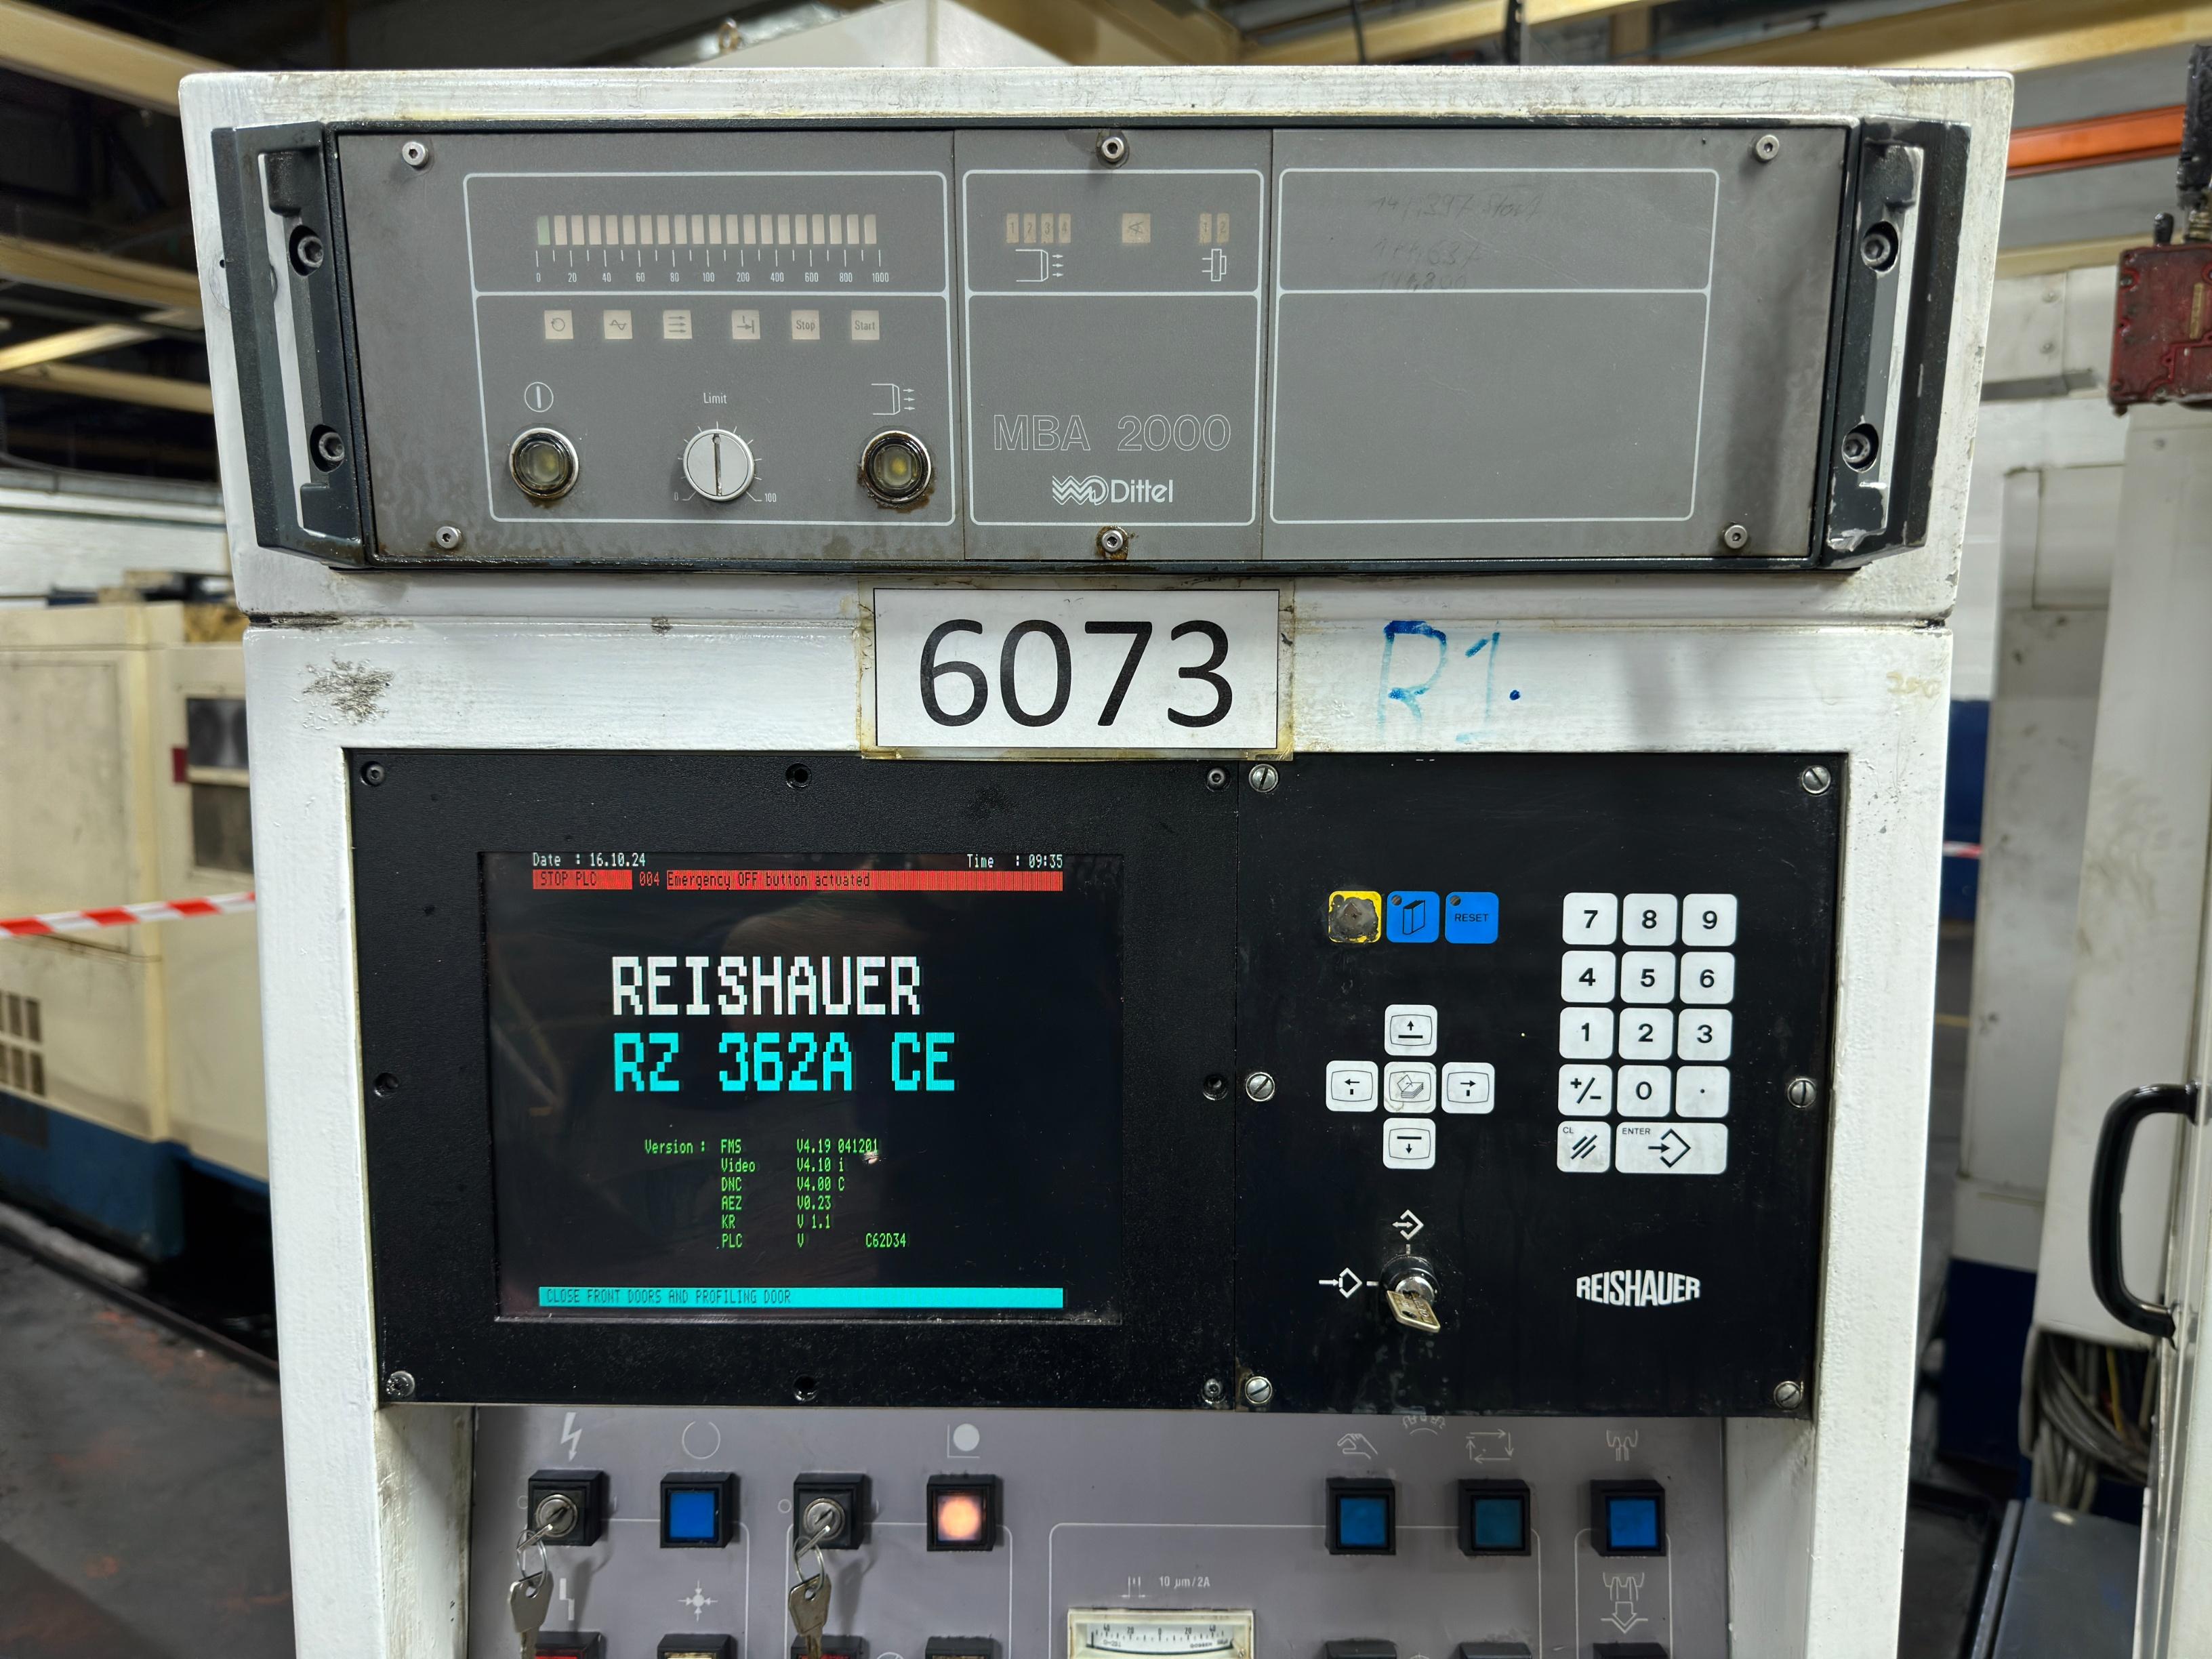 0 20 40 60 80 100 200 400 600 800 1000
1 2 3 4
1 2
Stop Start
Limit
0 100
MBA 2000
Dittel
6073
R1.
Date : 16.10.24 Time : 09:35
STOP PLC 004 Emergency OFF button actuated
REISHAUER
RZ 362A CE
Version : FMS V4.19 041201
Video V4.10 i
DNC V4.00 C
AEZ V0.23
KR V 1.1
PLC V C62D34
CLOSE FRONT DOORS AND PROFILING DOOR
RESET
7 8 9
4 5 6
1 2 3
+/- 0 .
CL ENTER
REISHAUER
10 µm/2A